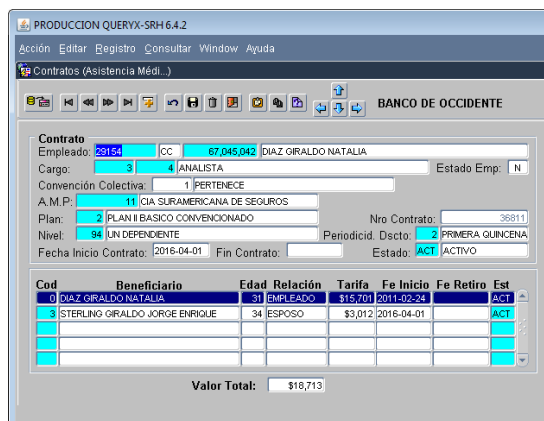 PRODUCCION QUERYX-SRH 6.4.2
Acción Editar Registro Consultar Window Ayuda
Contratos (Asistencia Médi...)
BANCO DE OCCIDENTE
Contrato
Empleado: 29154 CC 67,045,042 DIAZ GIRALDO NATALIA
Cargo: 3 4 ANALISTA Estado Emp: N
Convención Colectiva: 1 PERTENECE
A.M.P: 11 CIA SURAMERICANA DE SEGUROS
Plan: 2 PLAN II BASICO CONVENCIONADO Nro Contrato: 36811
Nivel: 94 UN DEPENDIENTE Periodicid. Dscto: 2 PRIMERA QUINCENA
Fecha Inicio Contrato: 2016-04-01 Fin Contrato: Estado: ACT ACTIVO
Cod Beneficiario Edad Relación Tarifa Fe Inicio Fe Retiro Est
0 DIAZ GIRALDO NATALIA 31 EMPLEADO $15,701 2011-02-24 ACT
3 STERLING GIRALDO JORGE ENRIQUE 34 ESPOSO $3,012 2016-04-01 ACT
Valor Total: $18,713